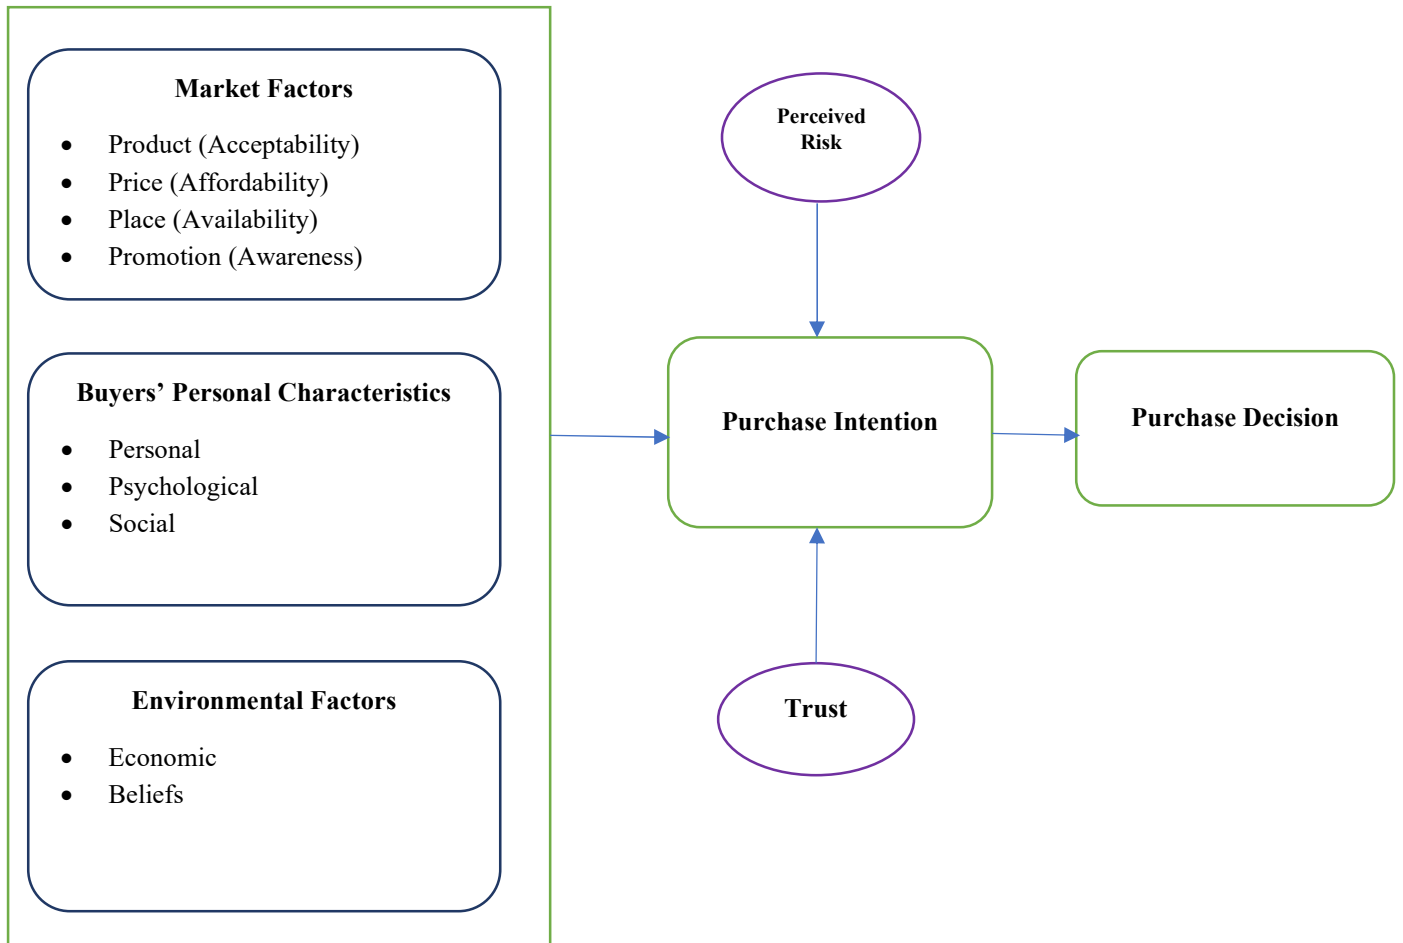 Market Factors
• Product (Acceptability)
• Price (Affordability)
• Place (Availability)
• Promotion (Awareness)
Buyers’ Personal Characteristics
• Personal
• Psychological
• Social
Environmental Factors
• Economic
• Beliefs
Perceived
Risk
Purchase Intention
Trust
Purchase Decision